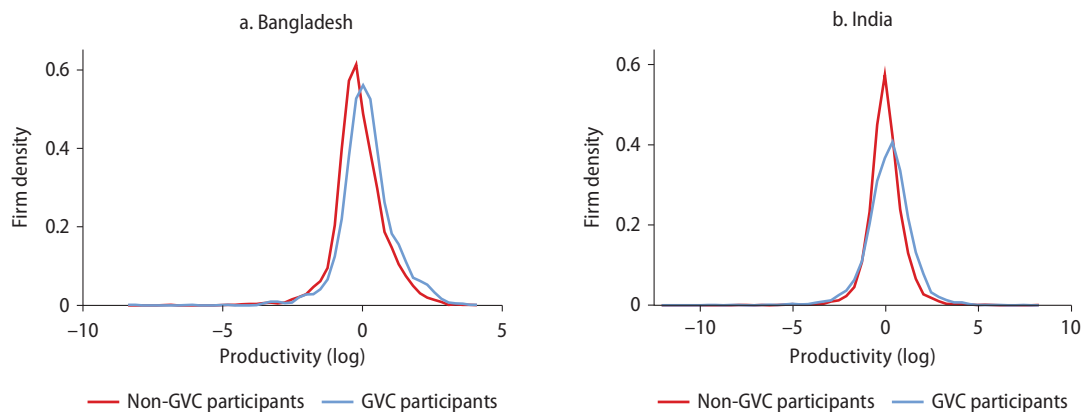 a. Bangladesh
Firm density
0.6
0.4
0.2
0
–10
–5
0
5
Productivity (log)
Non-GVC participants
GVC participants
b. India
Firm density
0.6
0.4
0.2
0
–10
–5
0
5
10
Productivity (log)
Non-GVC participants
GVC participants